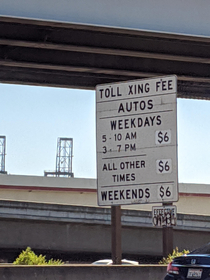 TOLL XING FEE
AUTOS
WEEKDAYS
5 - 10 AM
3 - 7 PM
$6
ALL OTHER
TIMES
$6
WEEKENDS $6